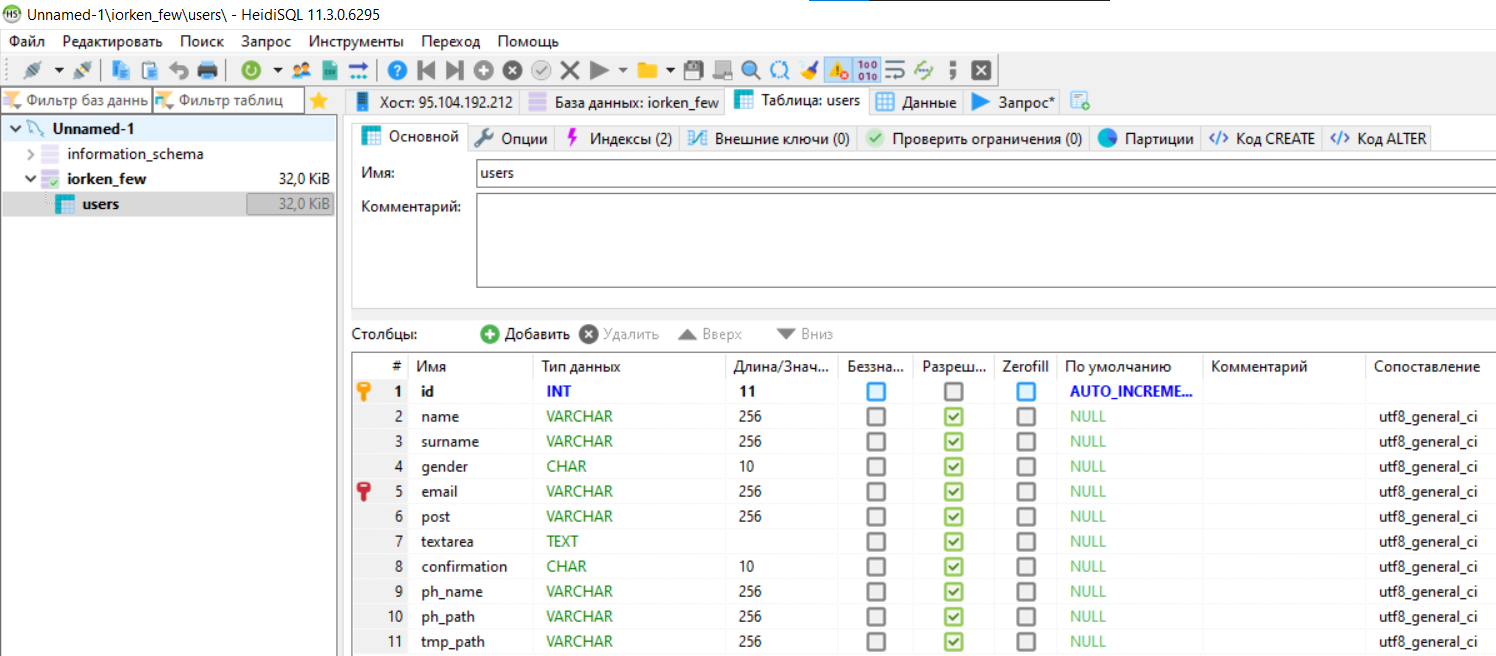 Unnamed-1\iorken_few\users\ - HeidiSQL 11.3.0.6295
Файл Редактировать Поиск Запрос Инструменты Переход Помощь
Фильтр баз данны Фильтр таблиц Хост: 95.104.192.212 База данных: iorken_few Таблица: users Данные Запрос*
Unnamed-1
information_schema
iorken_few 32,0 KiB
users 32,0 KiB
Основной Опции Индексы (2) Внешние ключи (0) Проверить ограничения (0) Партиции Код CREATE Код ALTER
Имя: users
Комментарий:
Столбцы: Добавить Удалить Вверх Вниз
# Имя Тип данных Длина/Знач... Беззна... Разреш... Zerofill По умолчанию Комментарий Сопоставление
1 id INT 11 AUTO_INCREME...
2 name VARCHAR 256 NULL utf8_general_ci
3 surname VARCHAR 256 NULL utf8_general_ci
4 gender CHAR 10 NULL utf8_general_ci
5 email VARCHAR 256 NULL utf8_general_ci
6 post VARCHAR 256 NULL utf8_general_ci
7 textarea TEXT NULL utf8_general_ci
8 confirmation CHAR 10 NULL utf8_general_ci
9 ph_name VARCHAR 256 NULL utf8_general_ci
10 ph_path VARCHAR 256 NULL utf8_general_ci
11 tmp_path VARCHAR 256 NULL utf8_general_ci